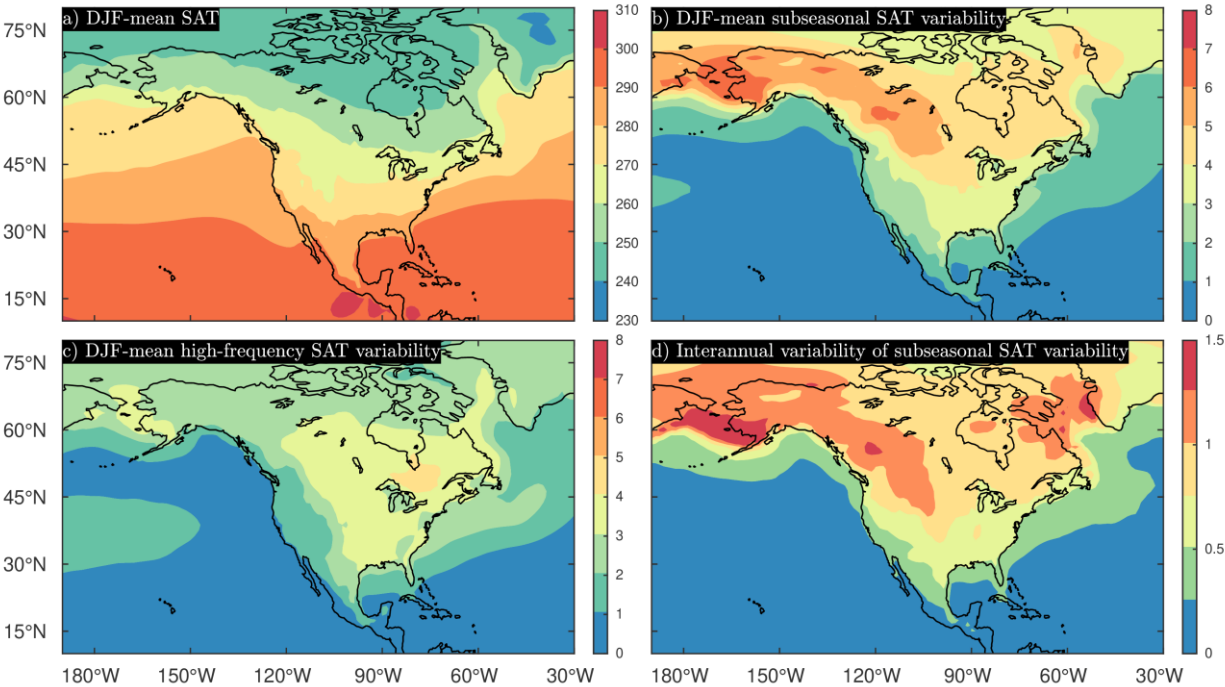 a) DJF-mean SAT
75°N
60°N
45°N
30°N
15°N
310
300
290
280
270
260
250
240
230
b) DJF-mean subseasonal SAT variability
8
7
6
5
4
3
2
1
0
c) DJF-mean high-frequency SAT variability
75°N
60°N
45°N
30°N
15°N
180°W
150°W
120°W
90°W
60°W
30°W
8
7
6
5
4
3
2
1
0
d) Interannual variability of subseasonal SAT variability
180°W
150°W
120°W
90°W
60°W
30°W
1.5
1
0.5
0